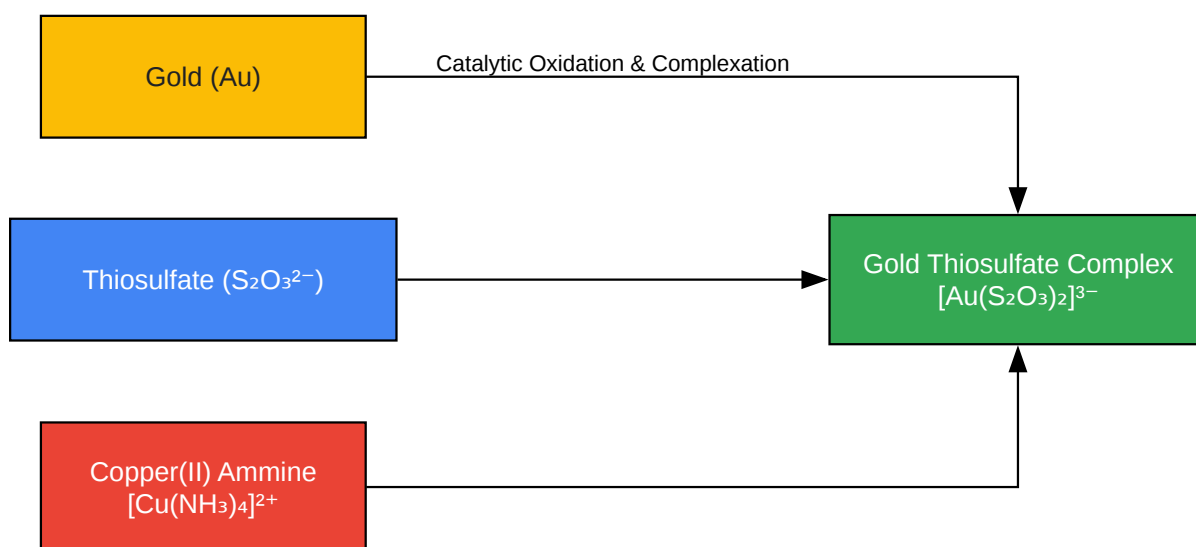 Gold (Au)
Catalytic Oxidation & Complexation
Thiosulfate (S₂O₃²⁻)
Gold Thiosulfate Complex
[Au(S₂O₃)₂]³⁻
Copper(II) Ammine
[Cu(NH₃)₄]²⁺